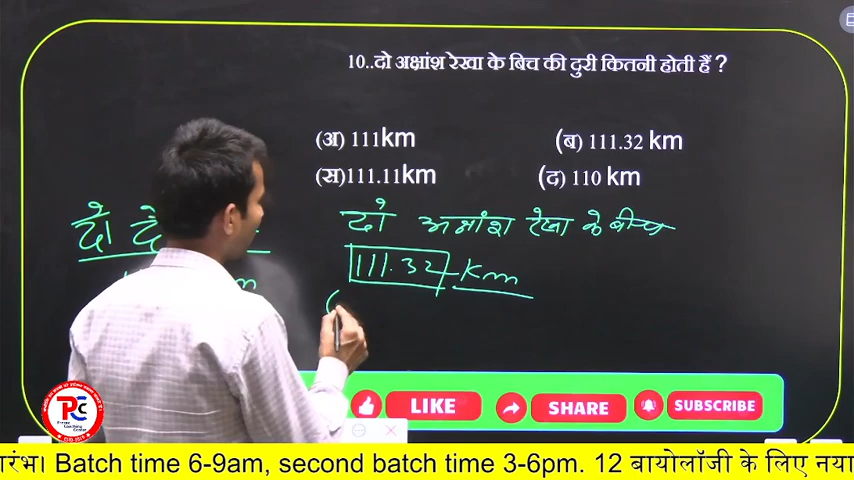 10..दो अक्षांश रेखा के बिच की दुरी कितनी होती हैं ?
(अ) 111km
(ब) 111.32 km
(स)111.11km
(द) 110 km
दो दे
दो अक्षांश रेखा के बीच
111.32 km
m
LIKE
SHARE
SUBSCRIBE
ारंभ। Batch time 6-9am, second batch time 3-6pm. 12 बायोलॉजी के लिए नया